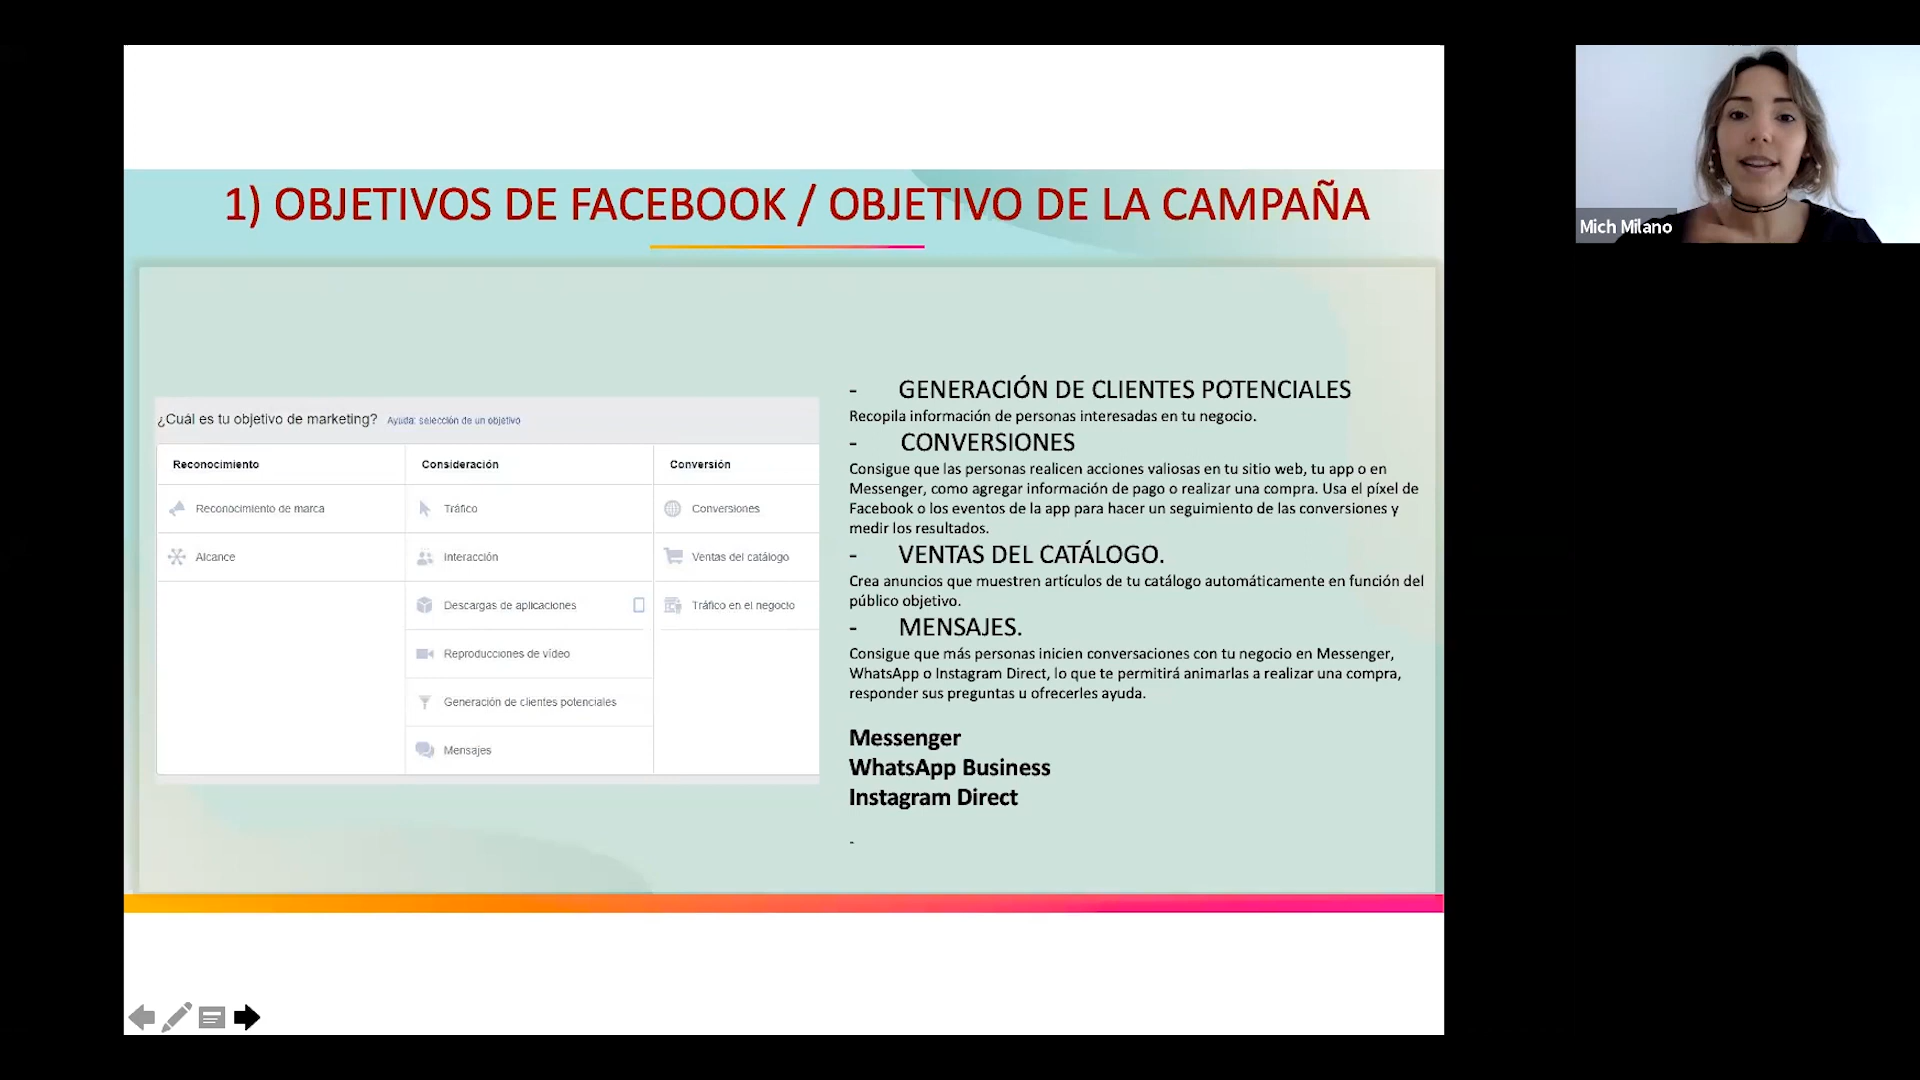 1) OBJETIVOS DE FACEBOOK / OBJETIVO DE LA CAMPAÑA
Mich Milano
¿Cuál es tu objetivo de marketing? Ayuda: selección de un objetivo
Reconocimiento Consideración Conversión
Reconocimiento de marca Tráfico Conversiones
Alcance Interacción Ventas del catálogo
Descargas de aplicaciones Tráfico en el negocio
Reproducciones de vídeo
Generación de clientes potenciales
Mensajes
- GENERACIÓN DE CLIENTES POTENCIALES
Recopila información de personas interesadas en tu negocio.
- CONVERSIONES
Consigue que las personas realicen acciones valiosas en tu sitio web, tu app o en
Messenger, como agregar información de pago o realizar una compra. Usa el píxel de
Facebook o los eventos de la app para hacer un seguimiento de las conversiones y
medir los resultados.
- VENTAS DEL CATÁLOGO.
Crea anuncios que muestren artículos de tu catálogo automáticamente en función del
público objetivo.
- MENSAJES.
Consigue que más personas inicien conversaciones con tu negocio en Messenger,
WhatsApp o Instagram Direct, lo que te permitirá animarlas a realizar una compra,
responder sus preguntas u ofrecerles ayuda.
Messenger
WhatsApp Business
Instagram Direct
-